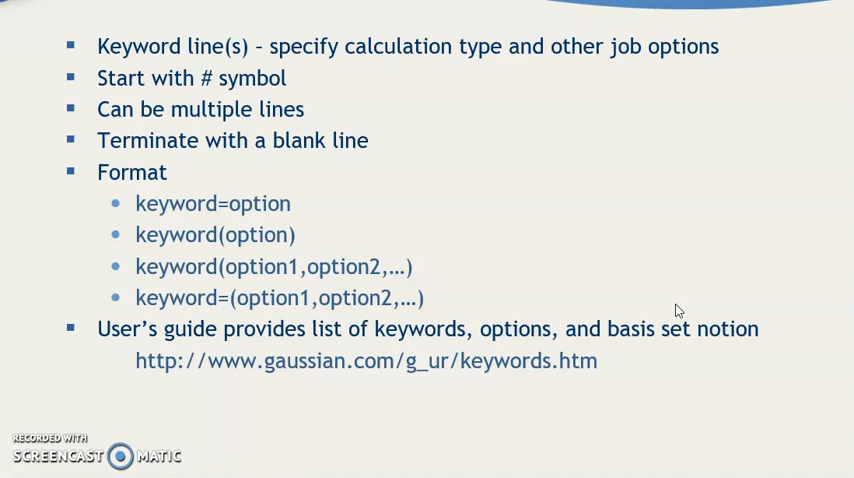 Keyword line(s) – specify calculation type and other job options
Start with # symbol
Can be multiple lines
Terminate with a blank line
Format
keyword=option
keyword(option)
keyword(option1,option2,…)
keyword=(option1,option2,…)
User's guide provides list of keywords, options, and basis set notion
http://www.gaussian.com/g_ur/keywords.htm
RECORDED WITH
SCREENCAST MATIC